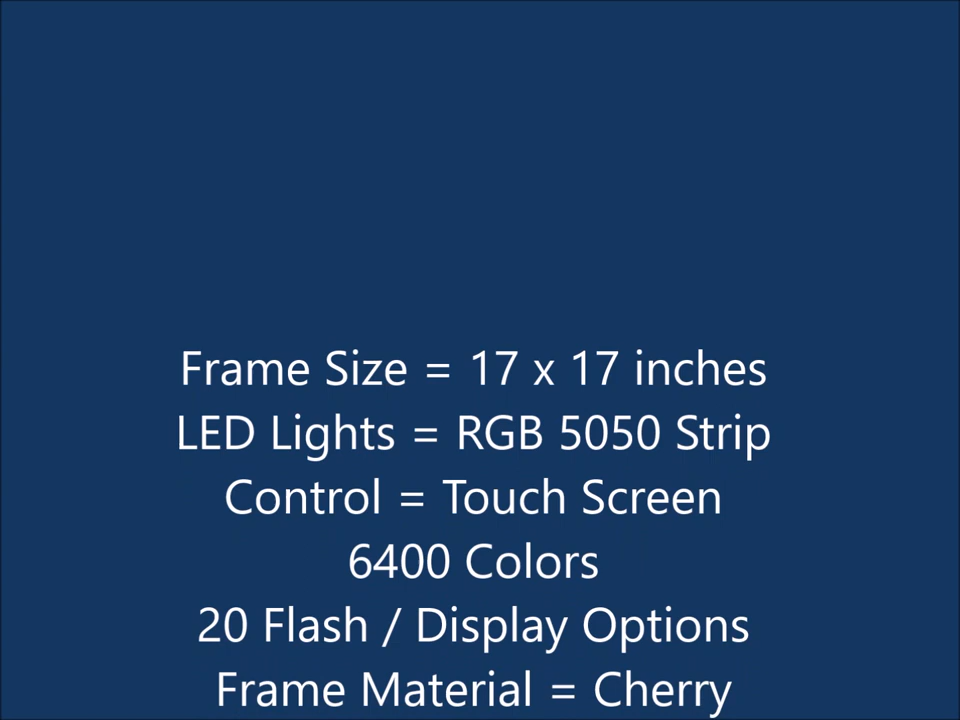 Frame Size = 17 x 17 inches
LED Lights = RGB 5050 Strip
Control = Touch Screen
6400 Colors
20 Flash / Display Options
Frame Material = Cherry